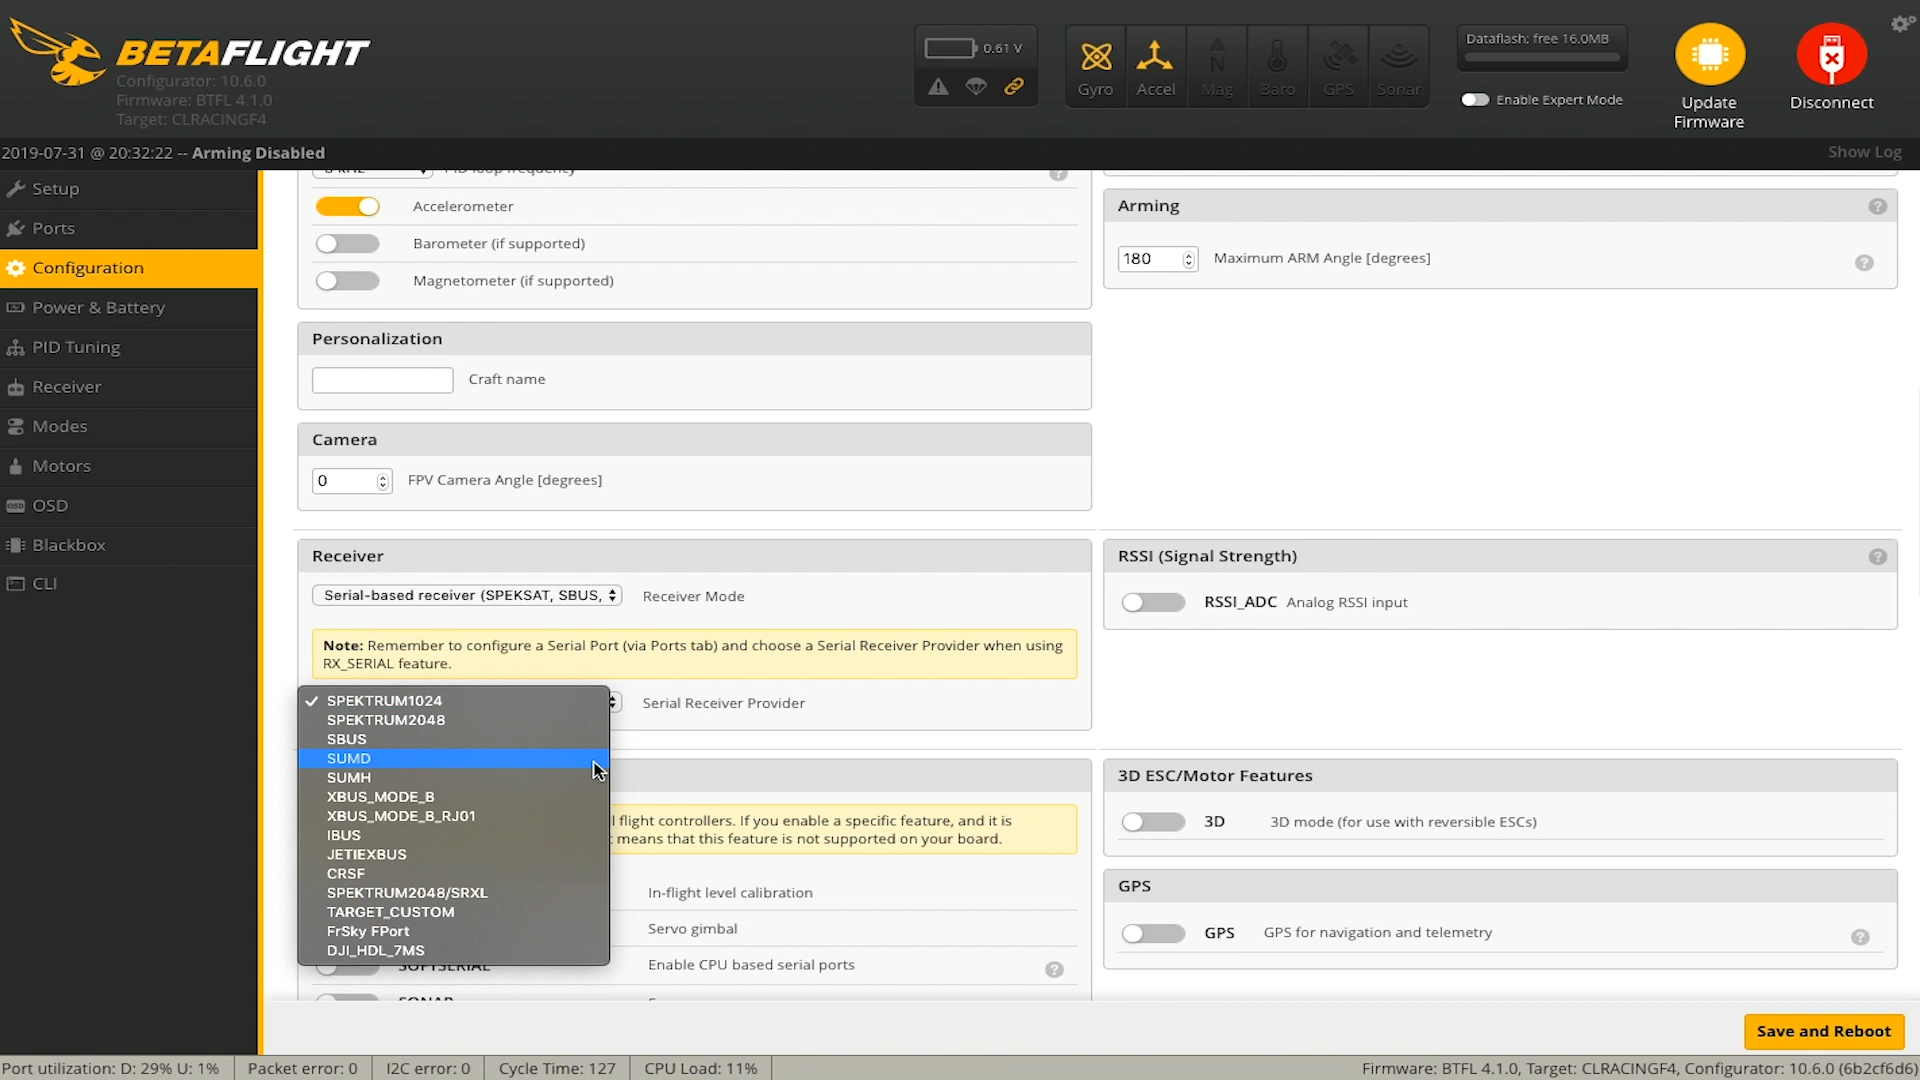 BETAFLIGHT
Configurator: 10.6.0
Firmware: BTFL 4.1.0
Target: CLRACINGF4
0.61 V
Gyro
Accel
Mag
Baro
GPS
Sonar
Dataflash: free 16.0MB
Enable Expert Mode
Update
Firmware
Disconnect
2019-07-31 @ 20:32:22 -- Arming Disabled
Show Log
Setup
Ports
Configuration
Power & Battery
PID Tuning
Receiver
Modes
Motors
OSD
Blackbox
CLI
8 kHz PID loop frequency
Accelerometer
Barometer (if supported)
Magnetometer (if supported)
Arming
180 Maximum ARM Angle [degrees]
Personalization
Craft name
Camera
0 FPV Camera Angle [degrees]
Receiver
Serial-based receiver (SPEKSAT, SBUS, Receiver Mode
Note: Remember to configure a Serial Port (via Ports tab) and choose a Serial Receiver Provider when using
RX_SERIAL feature.
Serial Receiver Provider
SPEKTRUM1024
SPEKTRUM2048
SBUS
SUMD
SUMH
XBUS_MODE_B
XBUS_MODE_B_RJ01
IBUS
JETIEXBUS
CRSF
SPEKTRUM2048/SRXL
TARGET_CUSTOM
FrSky FPort
DJI_HDL_7MS
flight controllers. If you enable a specific feature, and it is
means that this feature is not supported on your board.
In-flight level calibration
Servo gimbal
SOFTSERIAL Enable CPU based serial ports
SONAR
RSSI (Signal Strength)
RSSI_ADC Analog RSSI input
3D ESC/Motor Features
3D 3D mode (for use with reversible ESCs)
GPS
GPS GPS for navigation and telemetry
Save and Reboot
Port utilization: D: 29% U: 1%
Packet error: 0
I2C error: 0
Cycle Time: 127
CPU Load: 11%
Firmware: BTFL 4.1.0, Target: CLRACINGF4, Configurator: 10.6.0 (6b2cf6d6)